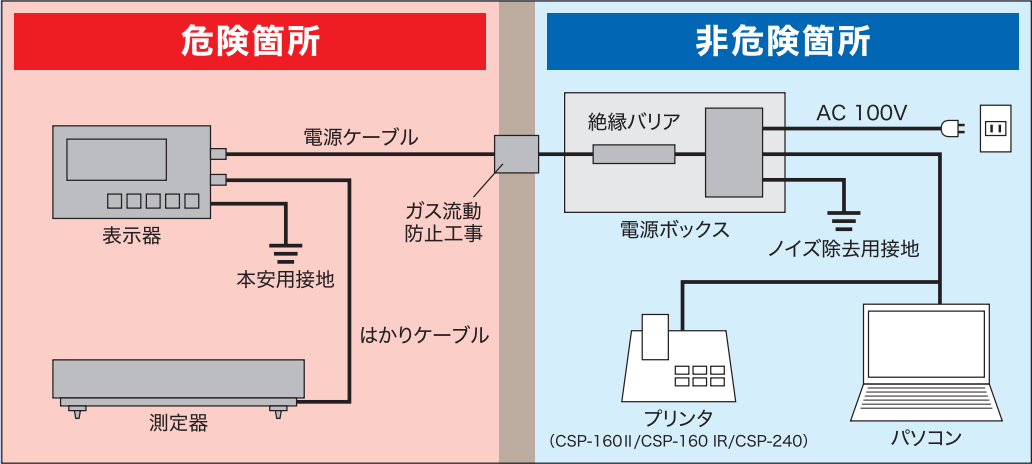 危険箇所
非危険箇所
電源ケーブル
ガス流動
防止工事
表示器
本安用接地
はかりケーブル
測定器
絶縁バリア
電源ボックス
AC 100V
ノイズ除去用接地
プリンタ
（CSP-160Ⅱ/CSP-160 IR/CSP-240）
パソコン